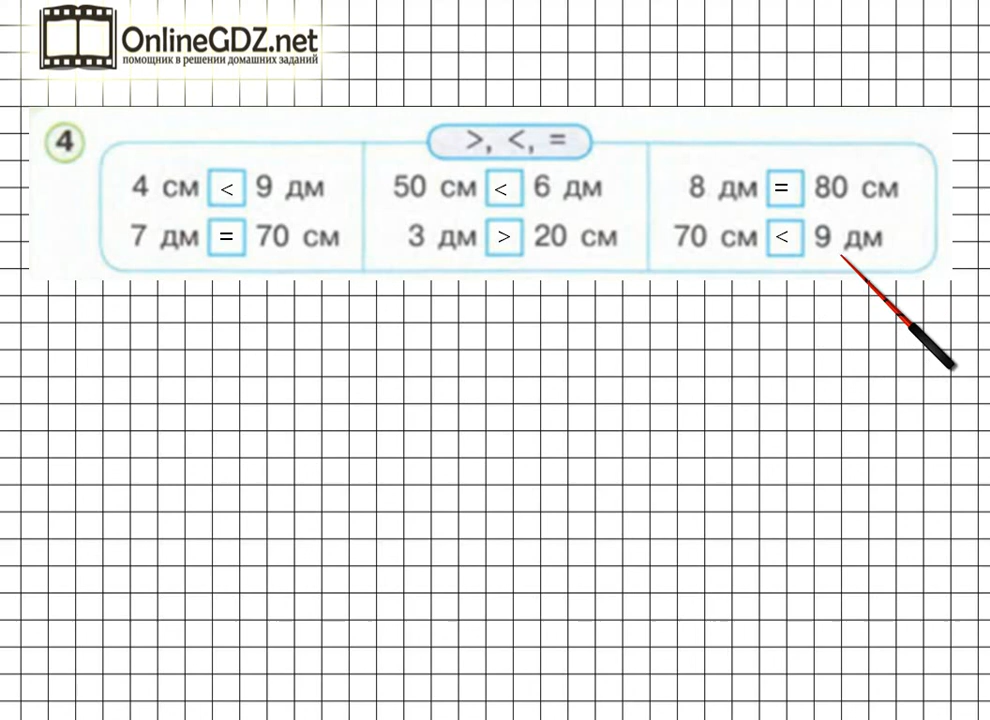 OnlineGDZ.net
помощник в решении домашних заданий
4
>, <, =
4 см < 9 дм 50 см < 6 дм 8 дм = 80 см
7 дм = 70 см 3 дм > 20 см 70 см < 9 дм